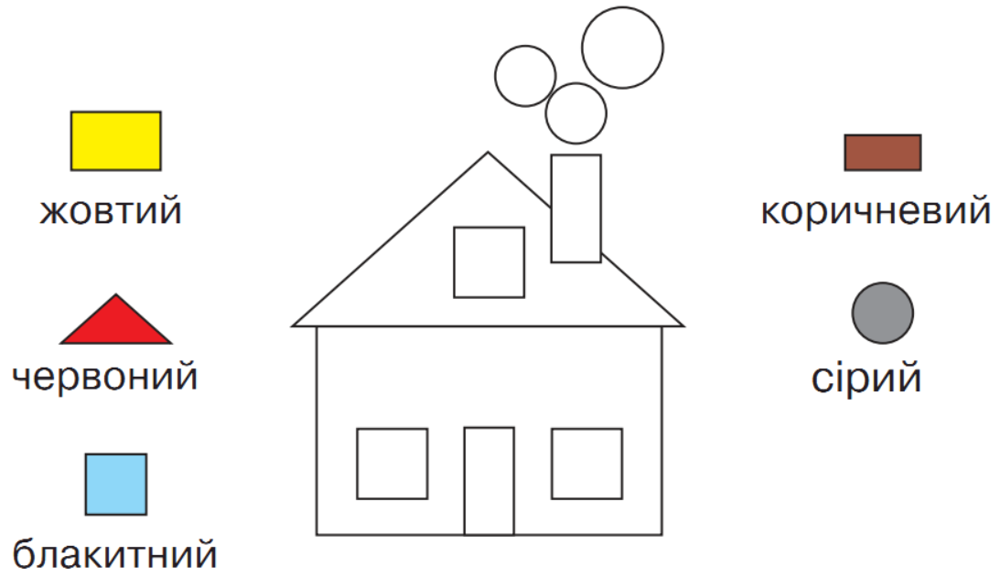 жовтий
червоний
блакитний
коричневий
сірий